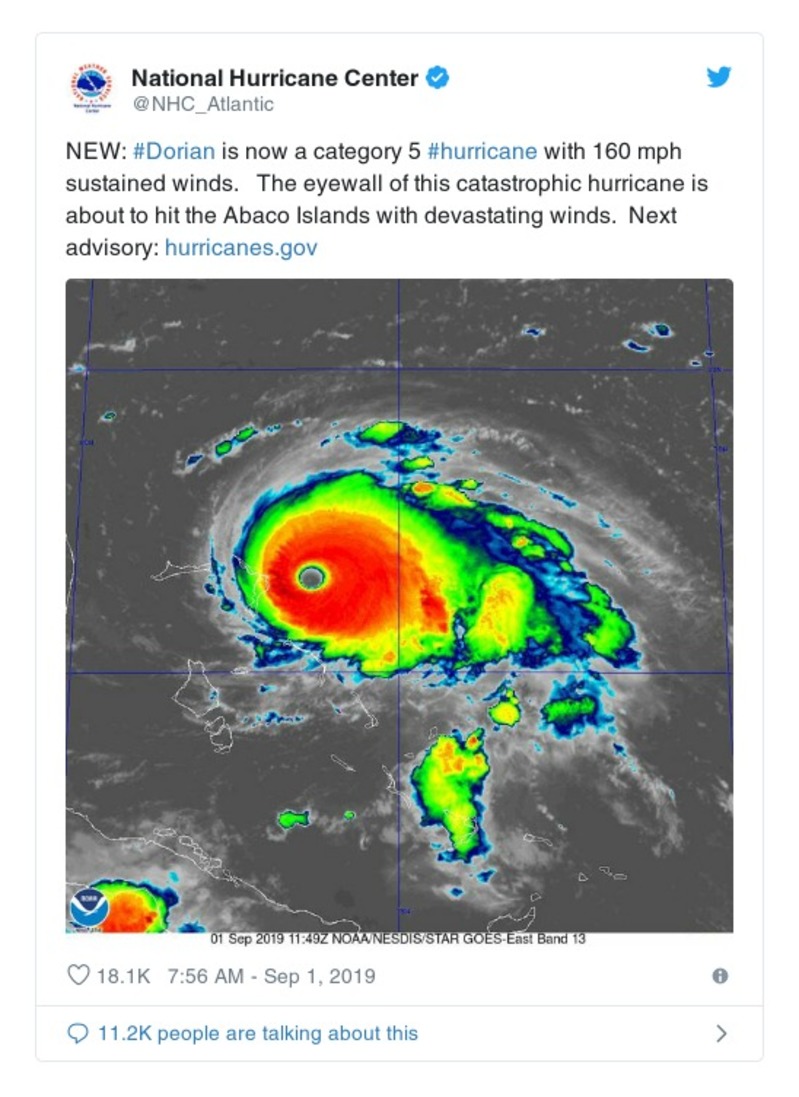 National Hurricane Center
@NHC_Atlantic
NEW: #Dorian is now a category 5 #hurricane with 160 mph
sustained winds.   The eyewall of this catastrophic hurricane is
about to hit the Abaco Islands with devastating winds.  Next
advisory: hurricanes.gov
NOAA
01 Sep 2019 11:49Z NOAA/NESDIS/STAR GOES-East Band 13
18.1K 7:56 AM - Sep 1, 2019
11.2K people are talking about this